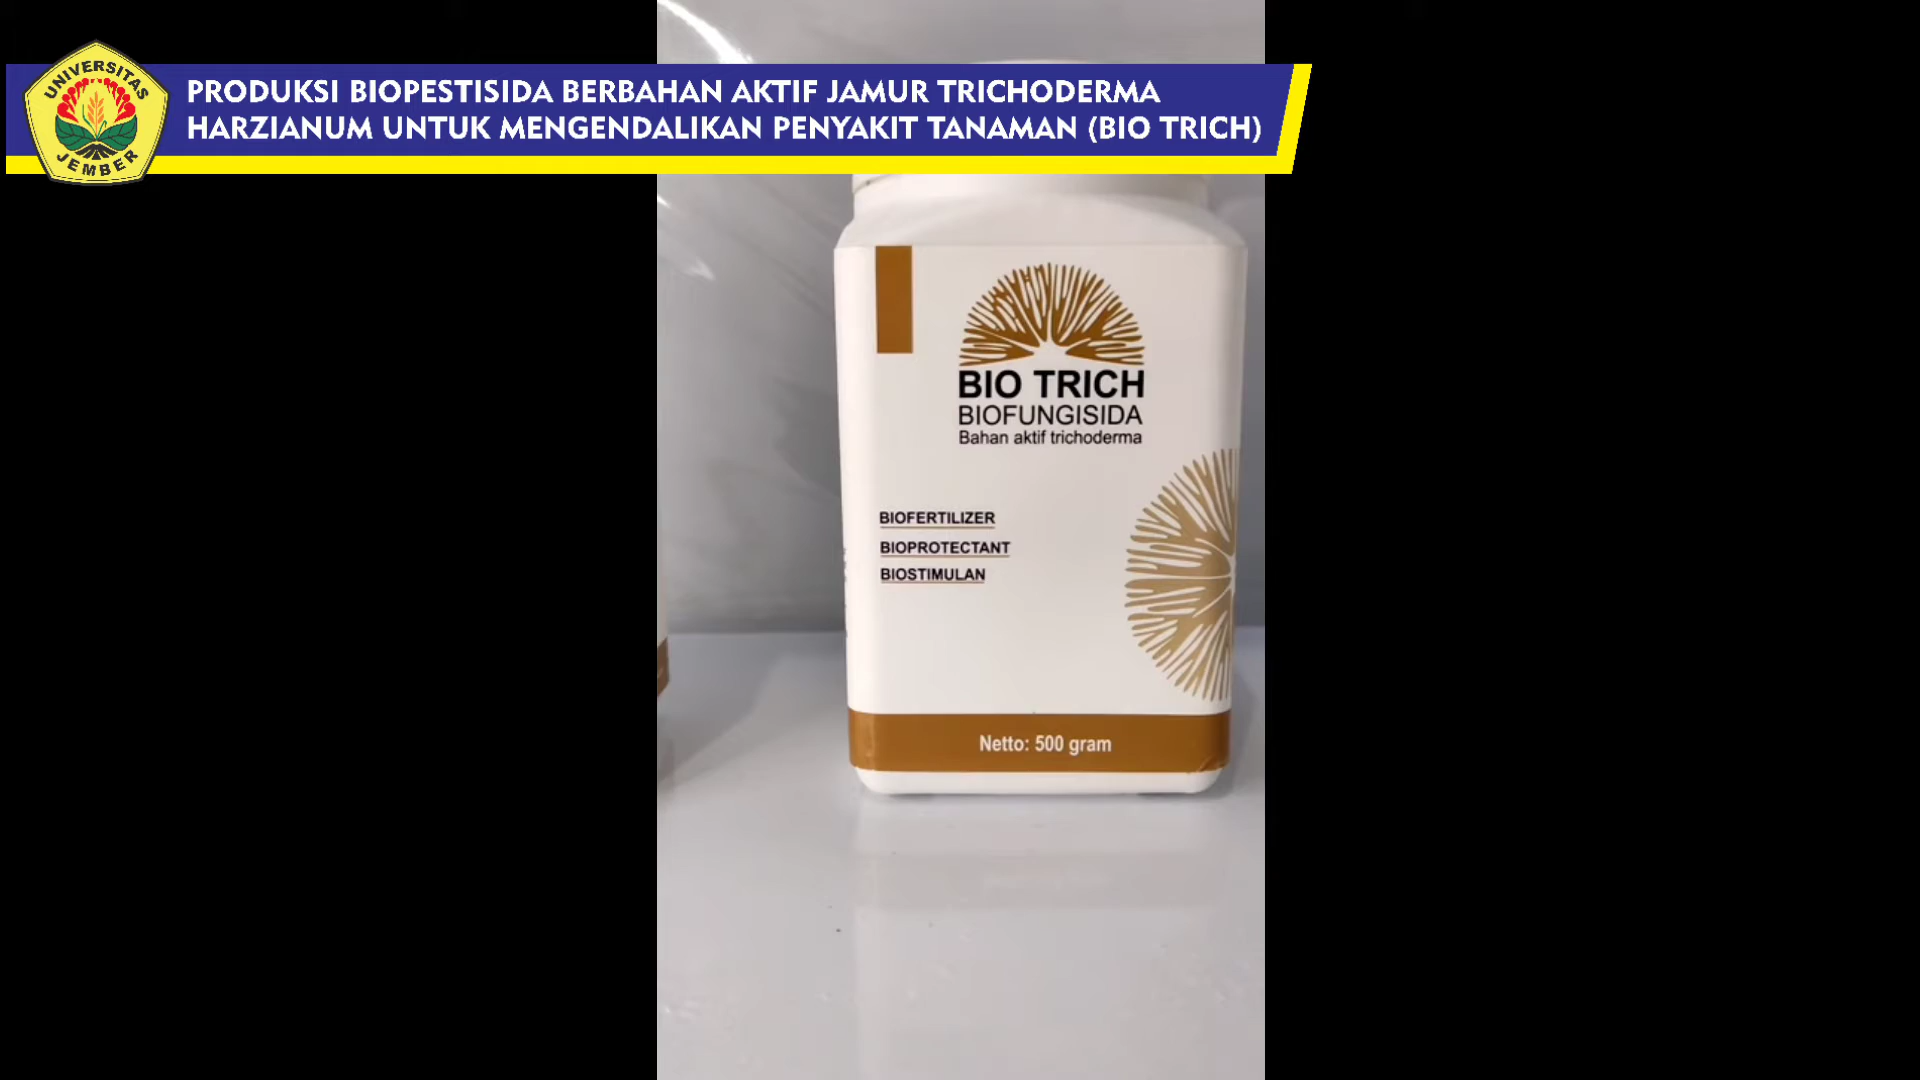 UNIVERSITAS
JEMBER
PRODUKSI BIOPESTISIDA BERBAHAN AKTIF JAMUR TRICHODERMA
HARZIANUM UNTUK MENGENDALIKAN PENYAKIT TANAMAN (BIO TRICH)
BIO TRICH
BIOFUNGISIDA
Bahan aktif trichoderma
BIOFERTILIZER
BIOPROTECTANT
BIOSTIMULAN
Netto: 500 gram